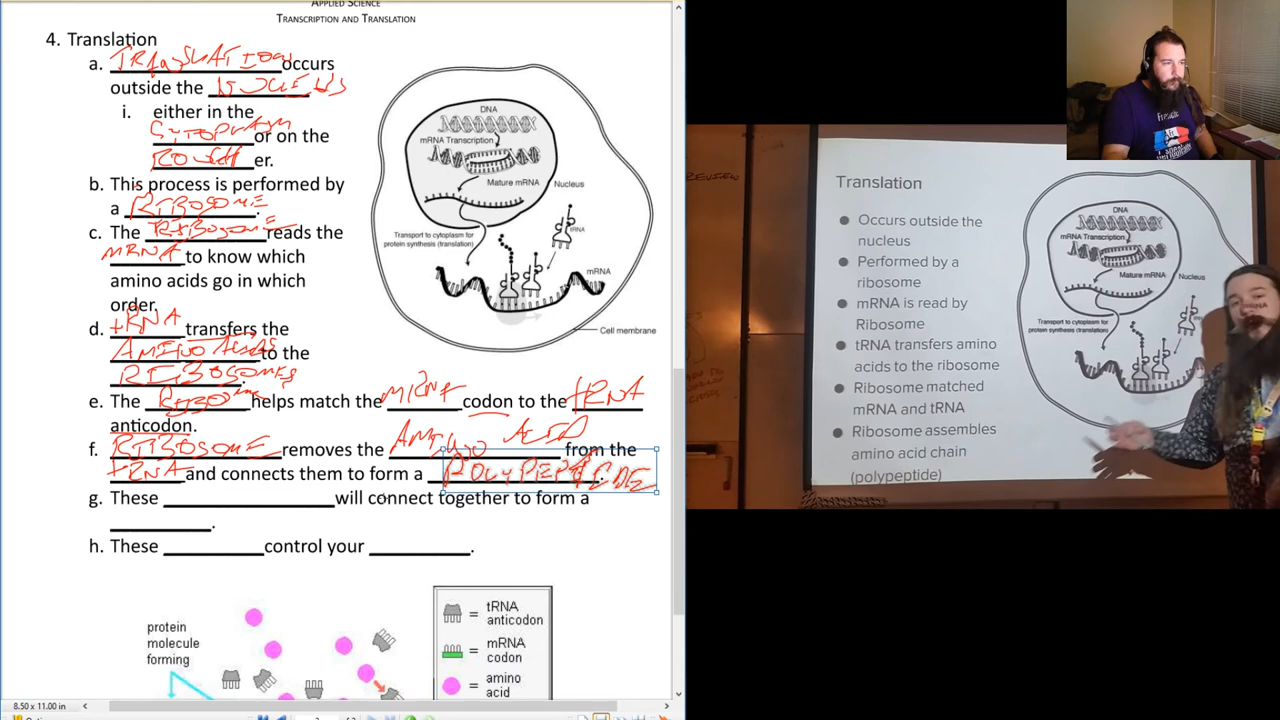 APPLIED SCIENCE
TRANSCRIPTION AND TRANSLATION
4. Translation
a. TRANSLATION occurs
outside the NUCLEUS
i. either in the
CYTOPLASM or on the
ROUGH er.
b. This process is performed by
a RIBOSOME.
c. The RIBOSOME reads the
mRNA to know which
amino acids go in which
order.
d. tRNA transfers the
AMINO ACIDS to the
RIBOSOMES.
e. The RIBOSOME helps match the mRNA codon to the tRNA
anticodon.
f. RIBOSOME removes the AMINO ACID from the
tRNA and connects them to form a POLYPEPTIDE.
g. These ____ will connect together to form a
____.
h. These ____ control your ____.
DNA
mRNA Transcription
Mature mRNA
Nucleus
Transport to cytoplasm for
protein synthesis (translation)
tRNA
mRNA
Cell membrane
protein
molecule
forming
= tRNA
anticodon
= mRNA
codon
= amino
acid
8.50 x 11.00 in
REVIEW
Translation
● Occurs outside the
nucleus
● Performed by a
ribosome
● mRNA is read by
Ribosome
● tRNA transfers amino
acids to the ribosome
● Ribosome matched
mRNA and tRNA
● Ribosome assembles
amino acid chain
(polypeptide)
DNA
mRNA Transcription
Mature mRNA
Nucleus
Transport to cytoplasm for
protein synthesis (translation)